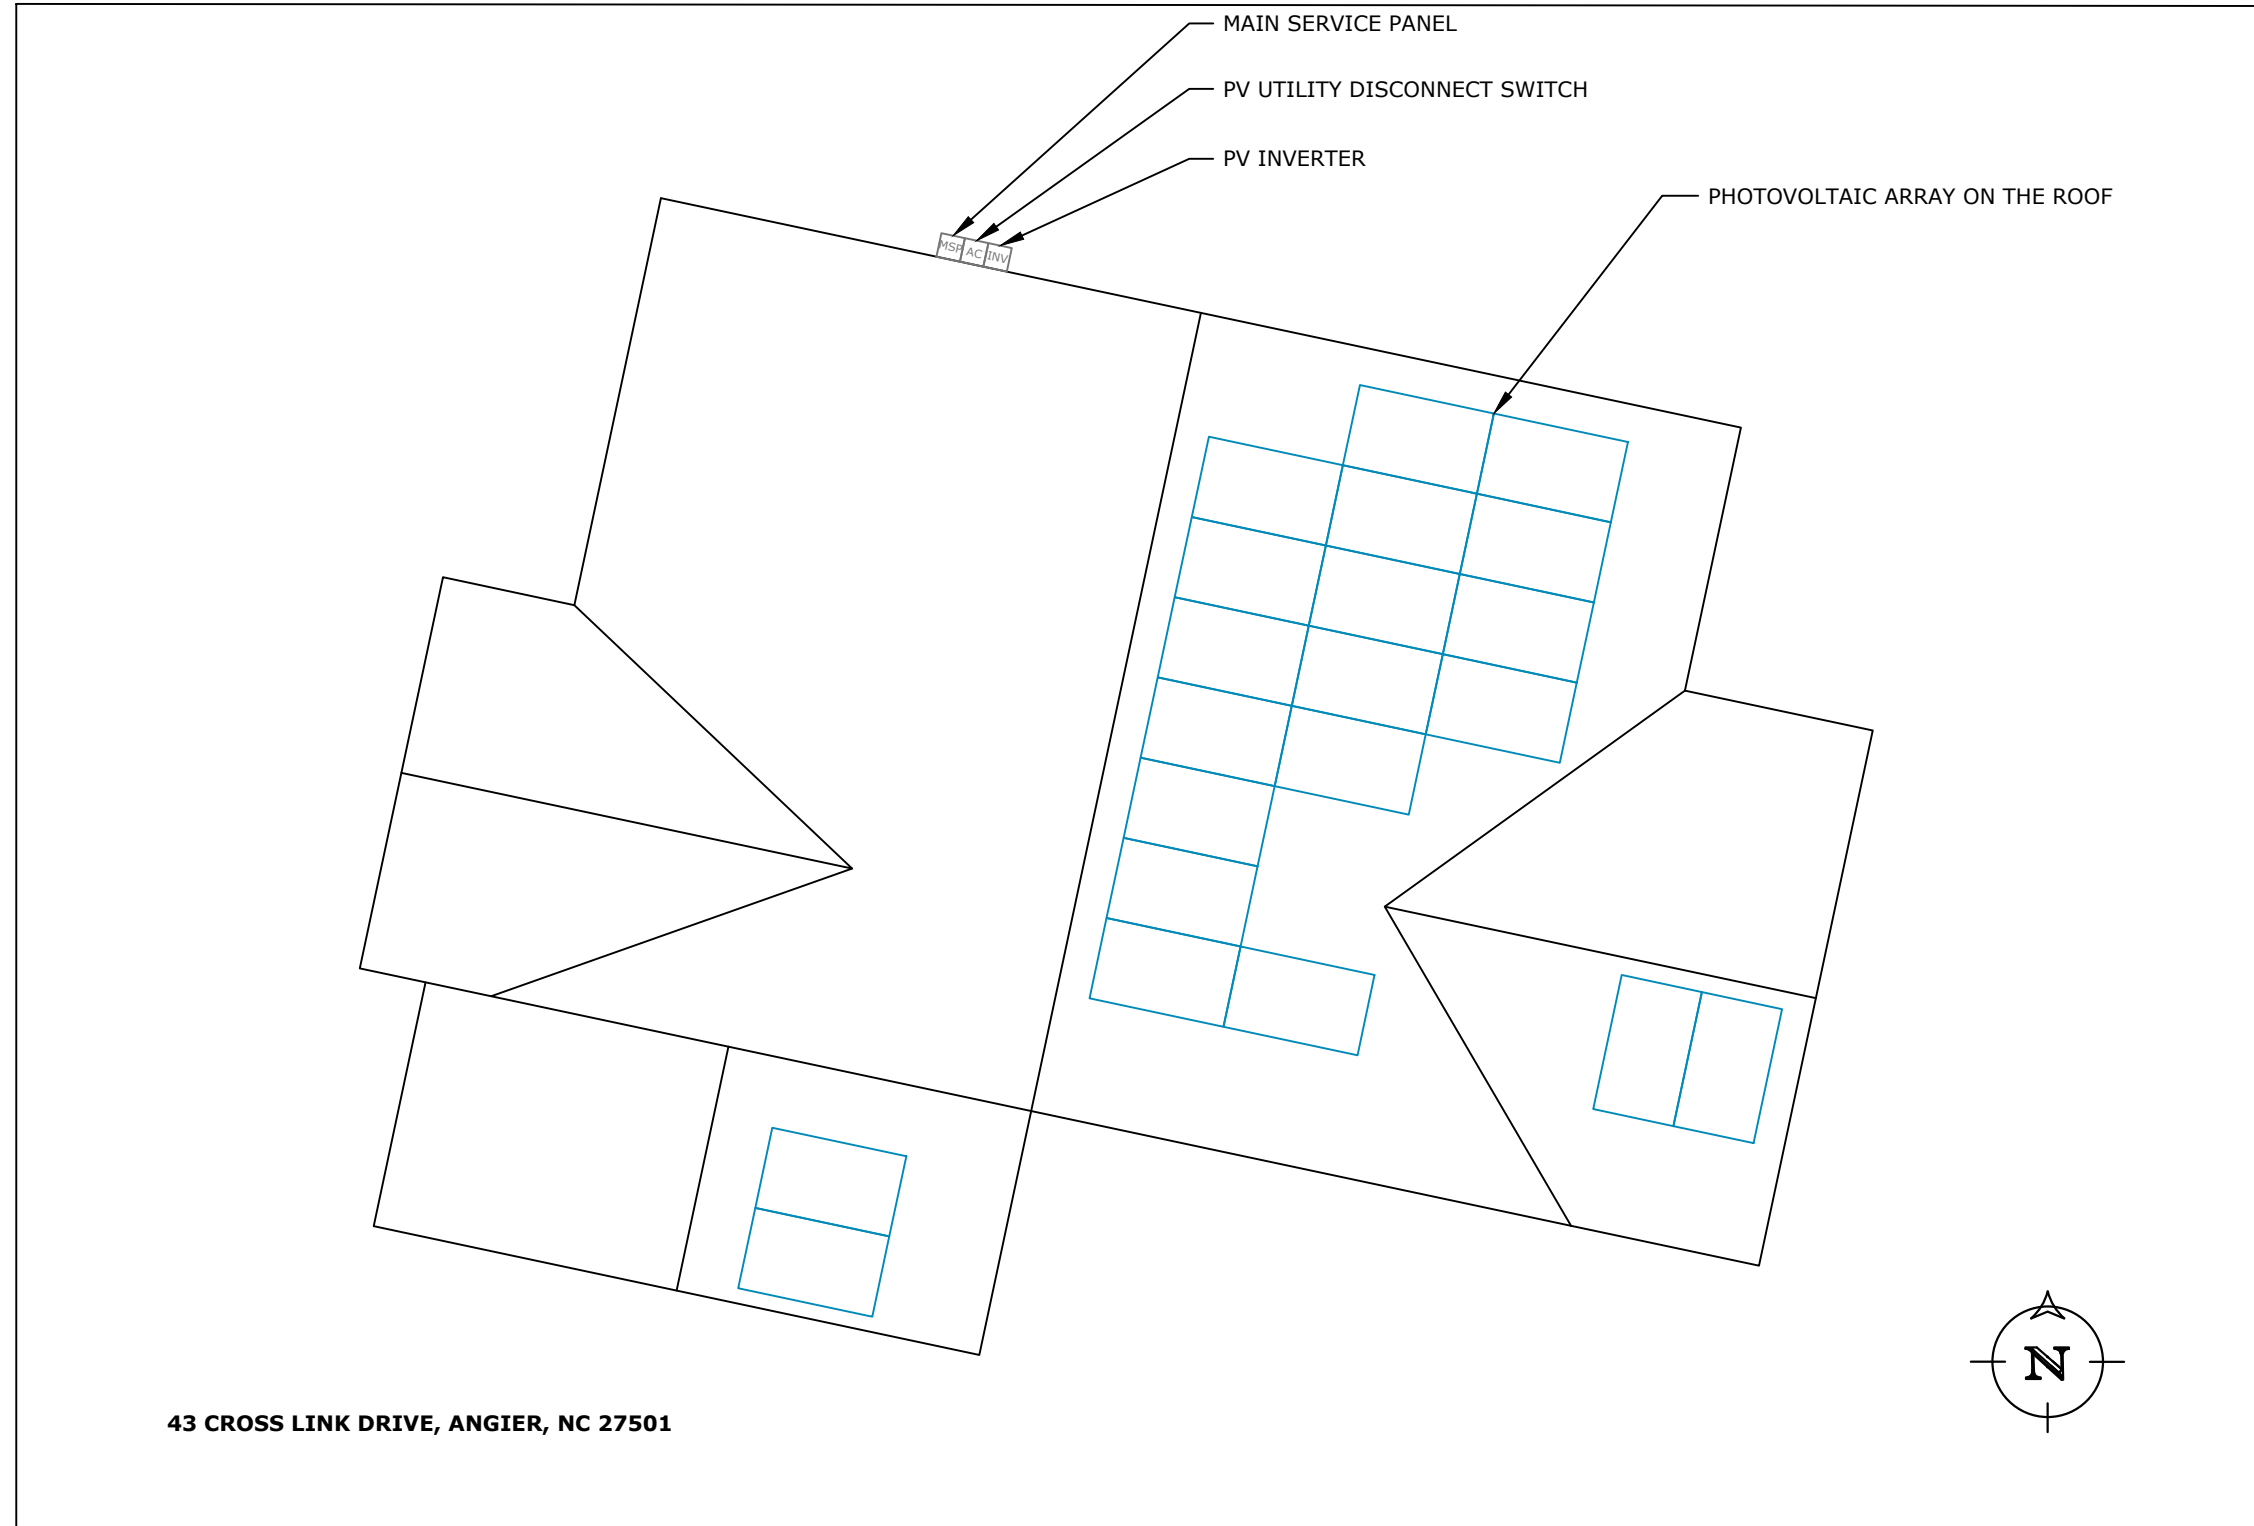 MAIN SERVICE PANEL
PV UTILITY DISCONNECT SWITCH
PV INVERTER
PHOTOVOLTAIC ARRAY ON THE ROOF
MSP AC INV
N
43 CROSS LINK DRIVE, ANGIER, NC 27501